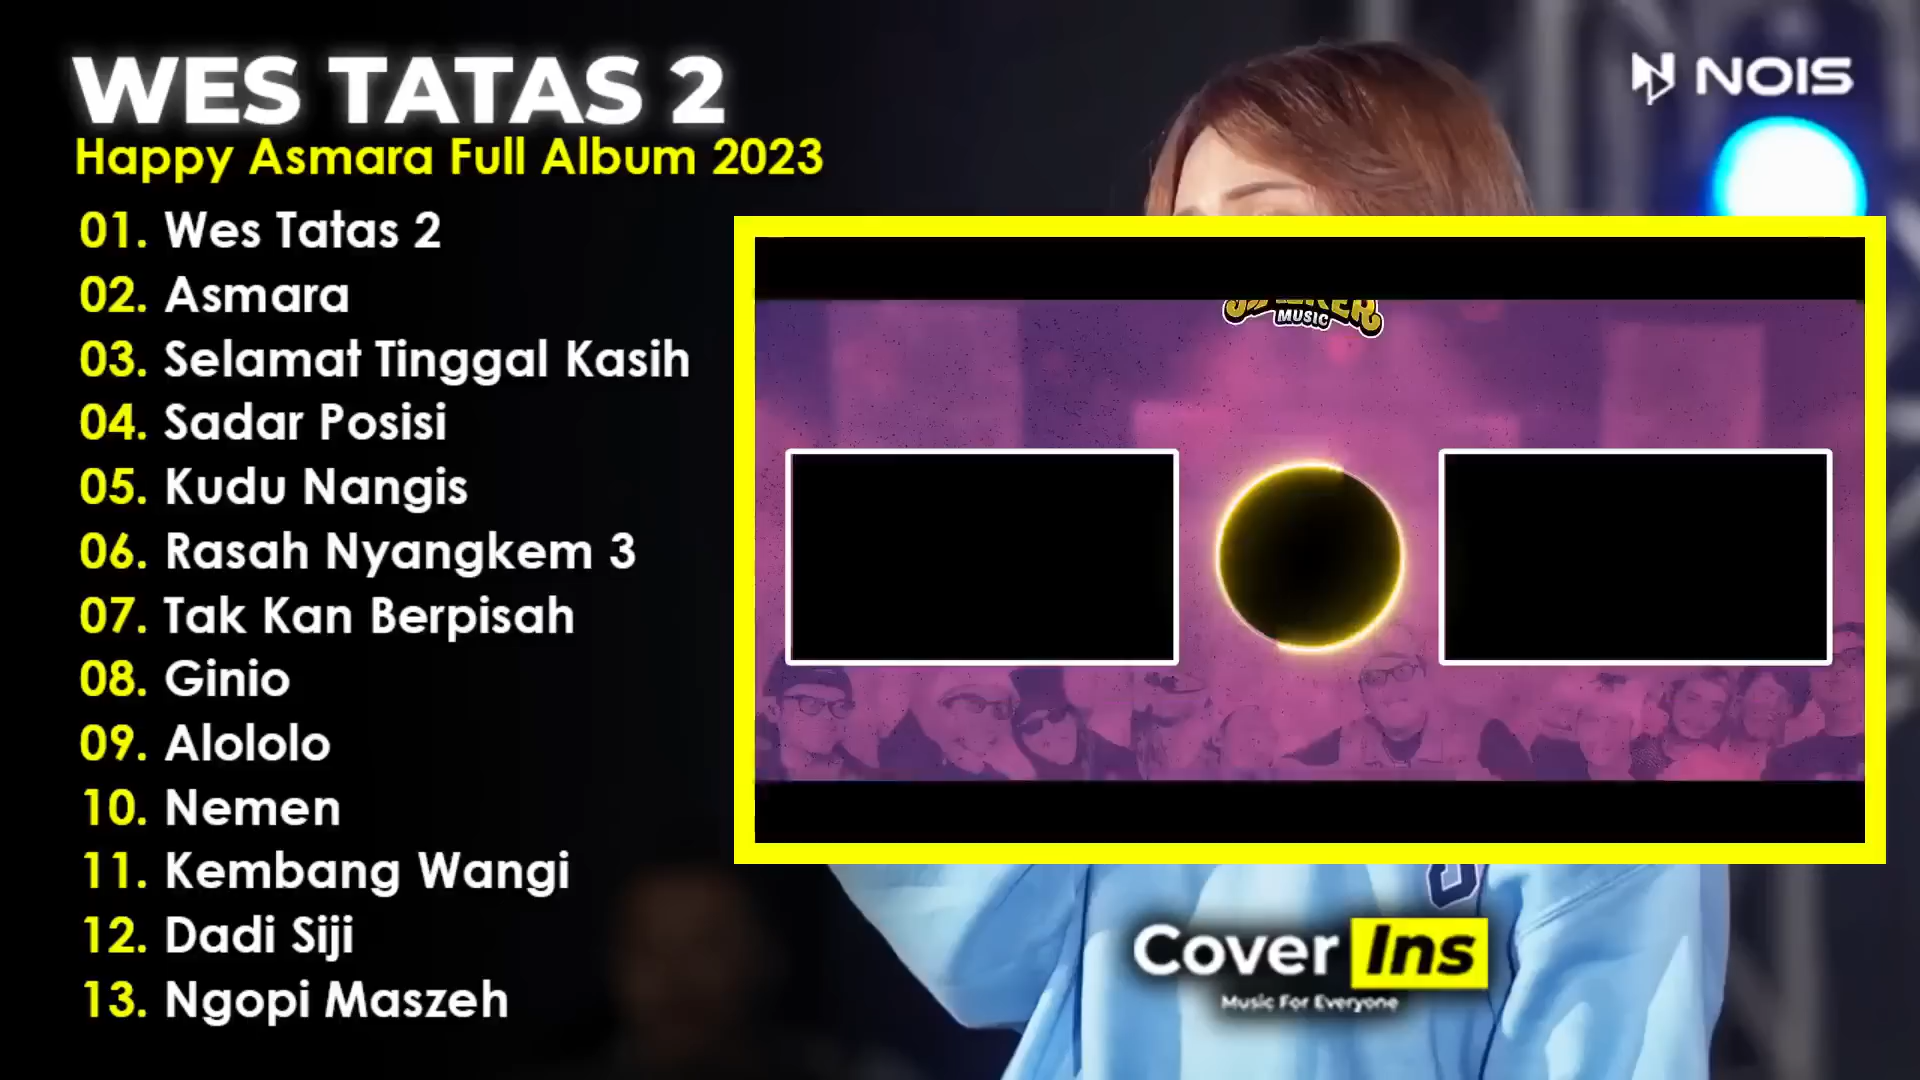 WES TATAS 2
Happy Asmara Full Album 2023
01. Wes Tatas 2
02. Asmara
03. Selamat Tinggal Kasih
04. Sadar Posisi
05. Kudu Nangis
06. Rasah Nyangkem 3
07. Tak Kan Berpisah
08. Ginio
09. Alololo
10. Nemen
11. Kembang Wangi
12. Dadi Siji
13. Ngopi Maszeh
NOIS
MUSIC
Cover Ins
Music For Everyone